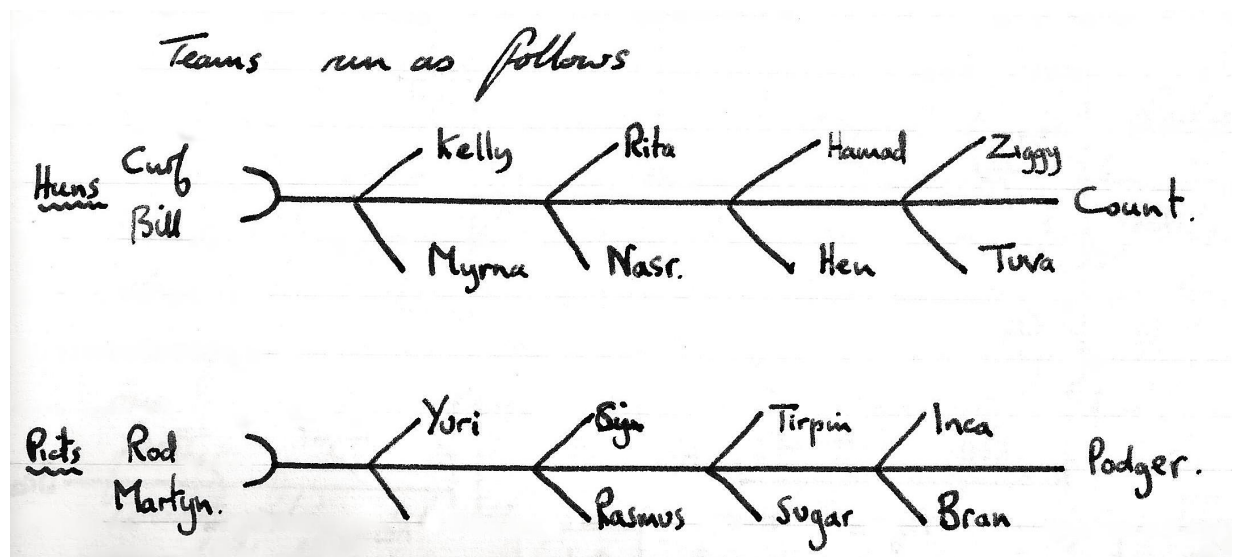 Teams run as follows
Kelly Rita Hamad Ziggy
Huns Curf Bill Count.
Myrna Nasr. Hen Tuva
Yuri Tirpin Inca
Picts Rod Martyn. Podger.
Rasmus Sugar Bran